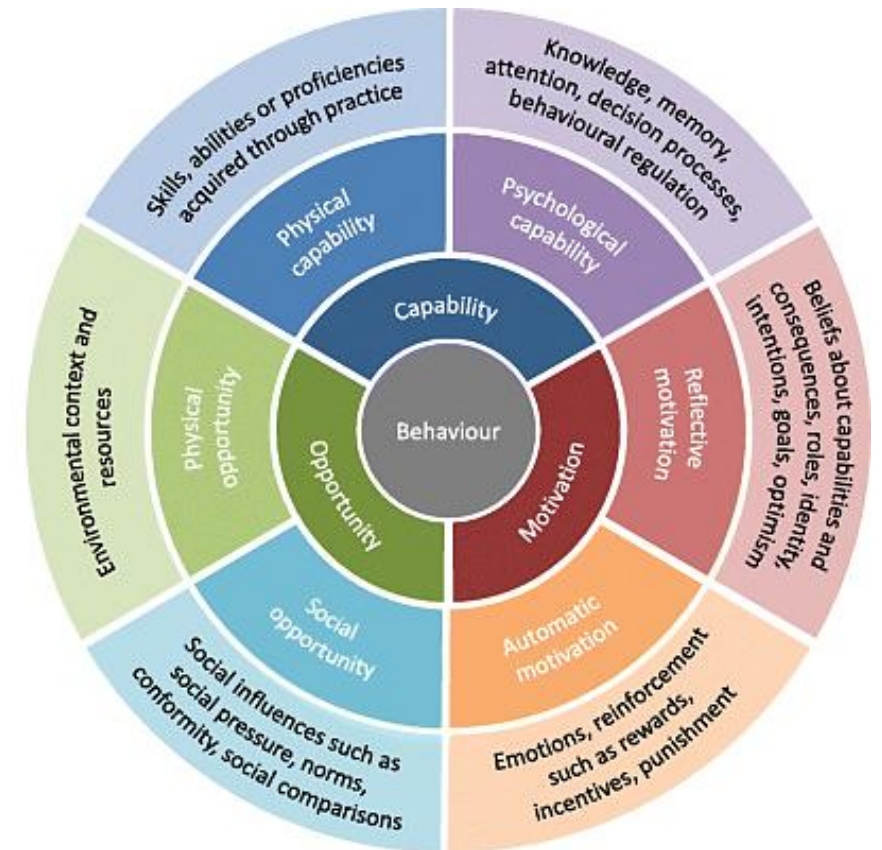 Behaviour
Capability
Opportunity
Motivation
Physical
capability
Psychological
capability
Reflective
motivation
Automatic
motivation
Social
opportunity
Physical
opportunity
Skills, abilities or proficiencies
acquired through practice
Knowledge, memory,
attention, decision processes,
behavioural regulation
Beliefs about capabilities and
consequences, roles, identity,
intentions, goals, optimism
Emotions, reinforcement
such as rewards,
incentives, punishment
Social influences such as
social pressure, norms,
conformity, social comparisons
Environmental context and
resources